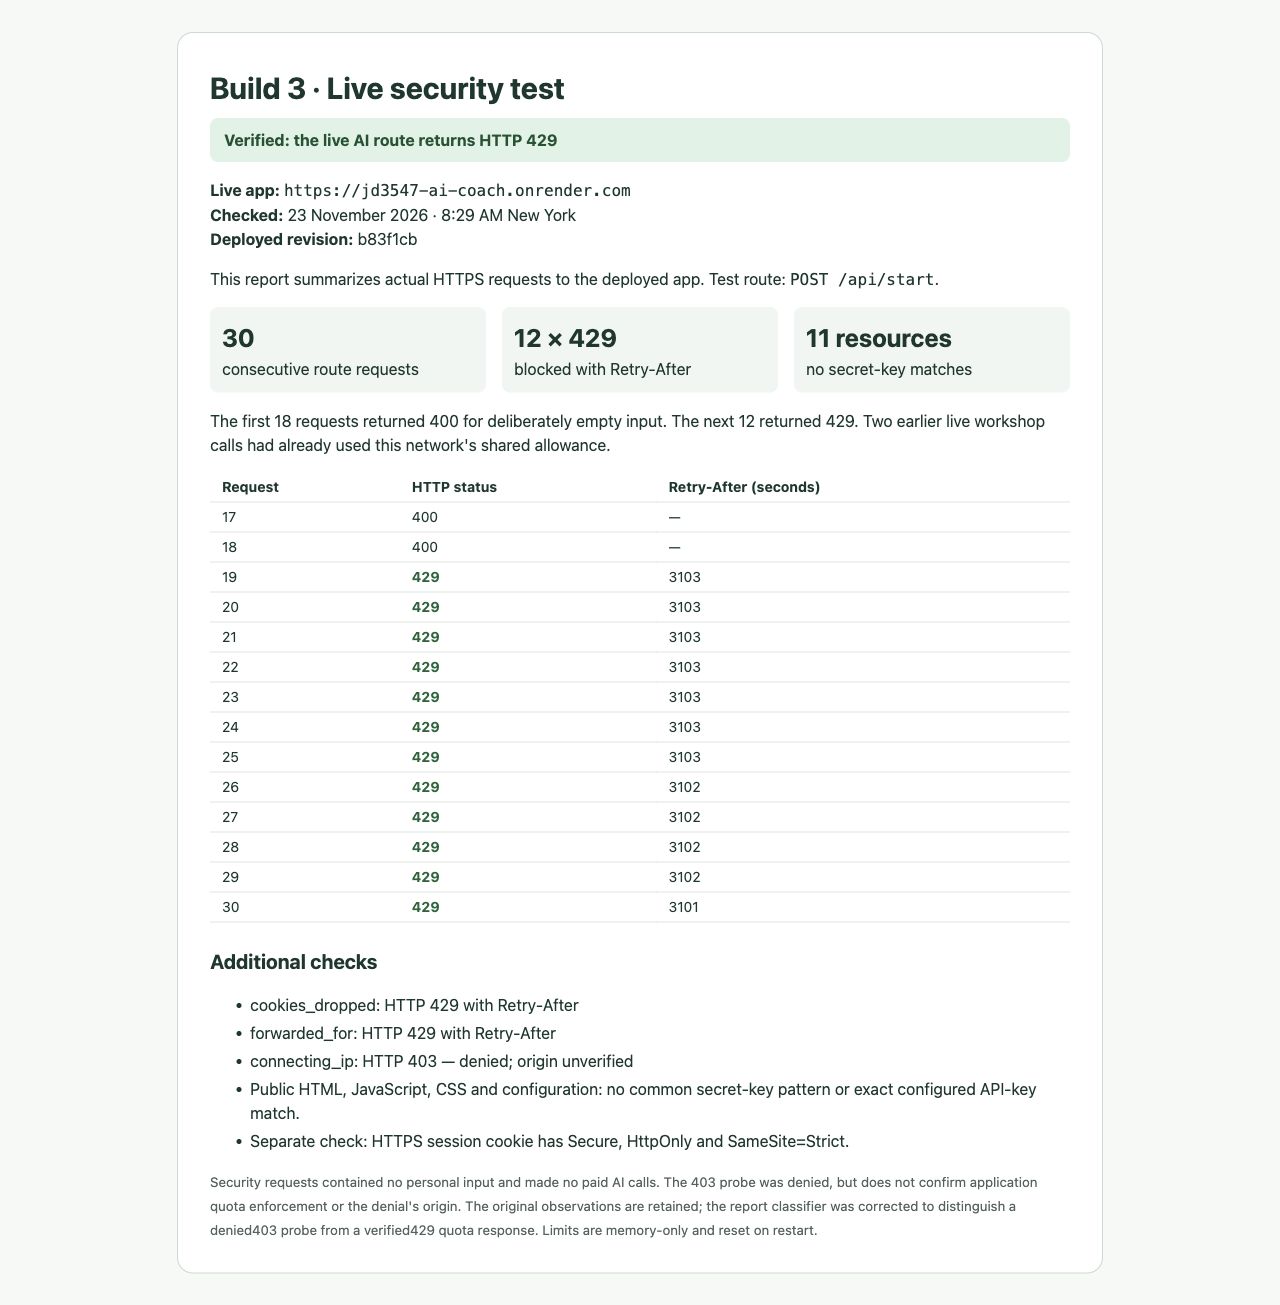 Build 3 · Live security test
Verified: the live AI route returns HTTP 429
Live app: https://jd3547-ai-coach.onrender.com
Checked: 23 November 2026 · 8:29 AM New York
Deployed revision: b83f1cb
This report summarizes actual HTTPS requests to the deployed app. Test route: POST /api/start.
30
consecutive route requests
12 × 429
blocked with Retry-After
11 resources
no secret-key matches
The first 18 requests returned 400 for deliberately empty input. The next 12 returned 429. Two earlier live workshop
calls had already used this network's shared allowance.
Request HTTP status Retry-After (seconds)
17 400 —
18 400 —
19 429 3103
20 429 3103
21 429 3103
22 429 3103
23 429 3103
24 429 3103
25 429 3103
26 429 3102
27 429 3102
28 429 3102
29 429 3102
30 429 3101
Additional checks
• cookies_dropped: HTTP 429 with Retry-After
• forwarded_for: HTTP 429 with Retry-After
• connecting_ip: HTTP 403 — denied; origin unverified
• Public HTML, JavaScript, CSS and configuration: no common secret-key pattern or exact configured API-key
match.
• Separate check: HTTPS session cookie has Secure, HttpOnly and SameSite=Strict.
Security requests contained no personal input and made no paid AI calls. The 403 probe was denied, but does not confirm application
quota enforcement or the denial's origin. The original observations are retained; the report classifier was corrected to distinguish a
denied403 probe from a verified429 quota response. Limits are memory-only and reset on restart.